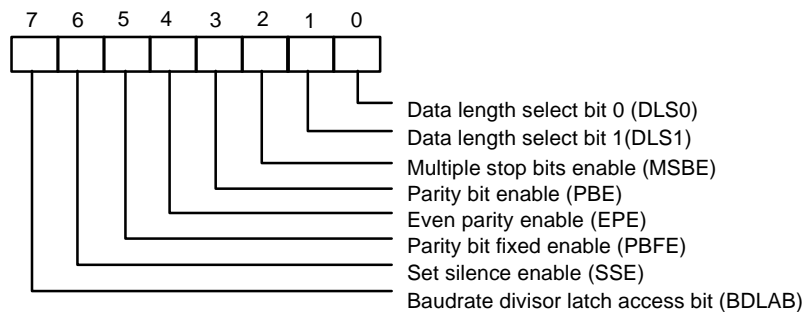 7 6 5 4 3 2 1 0
Data length select bit 0 (DLS0)
Data length select bit 1(DLS1)
Multiple stop bits enable (MSBE)
Parity bit enable (PBE)
Even parity enable (EPE)
Parity bit fixed enable (PBFE)
Set silence enable (SSE)
Baudrate divisor latch access bit (BDLAB)